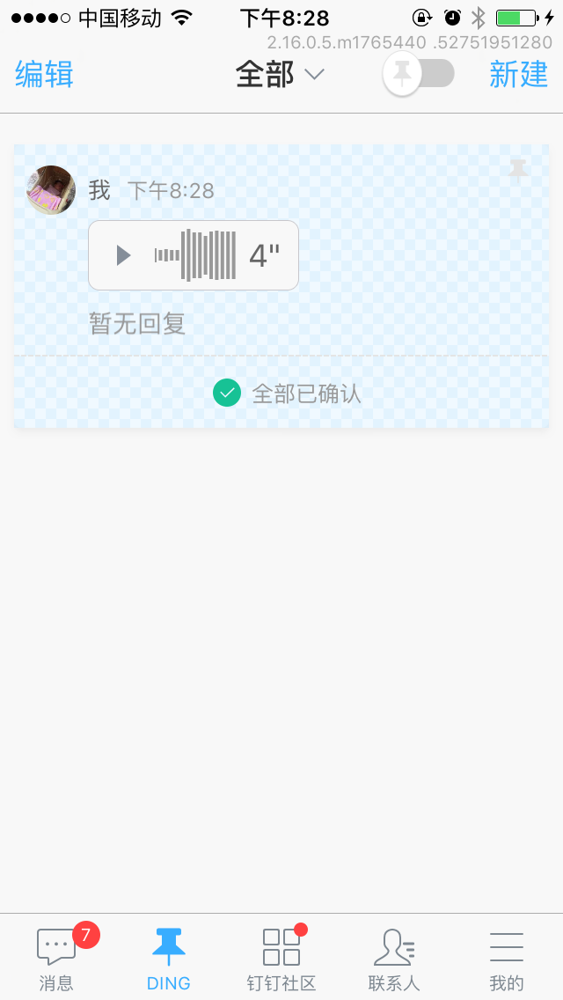 中国移动 下午8:28
2.16.0.5.m1765440 .52751951280
编辑 全部 新建
我 下午8:28
4"
暂无回复
全部已确认
7
消息 DING 钉钉社区 联系人 我的